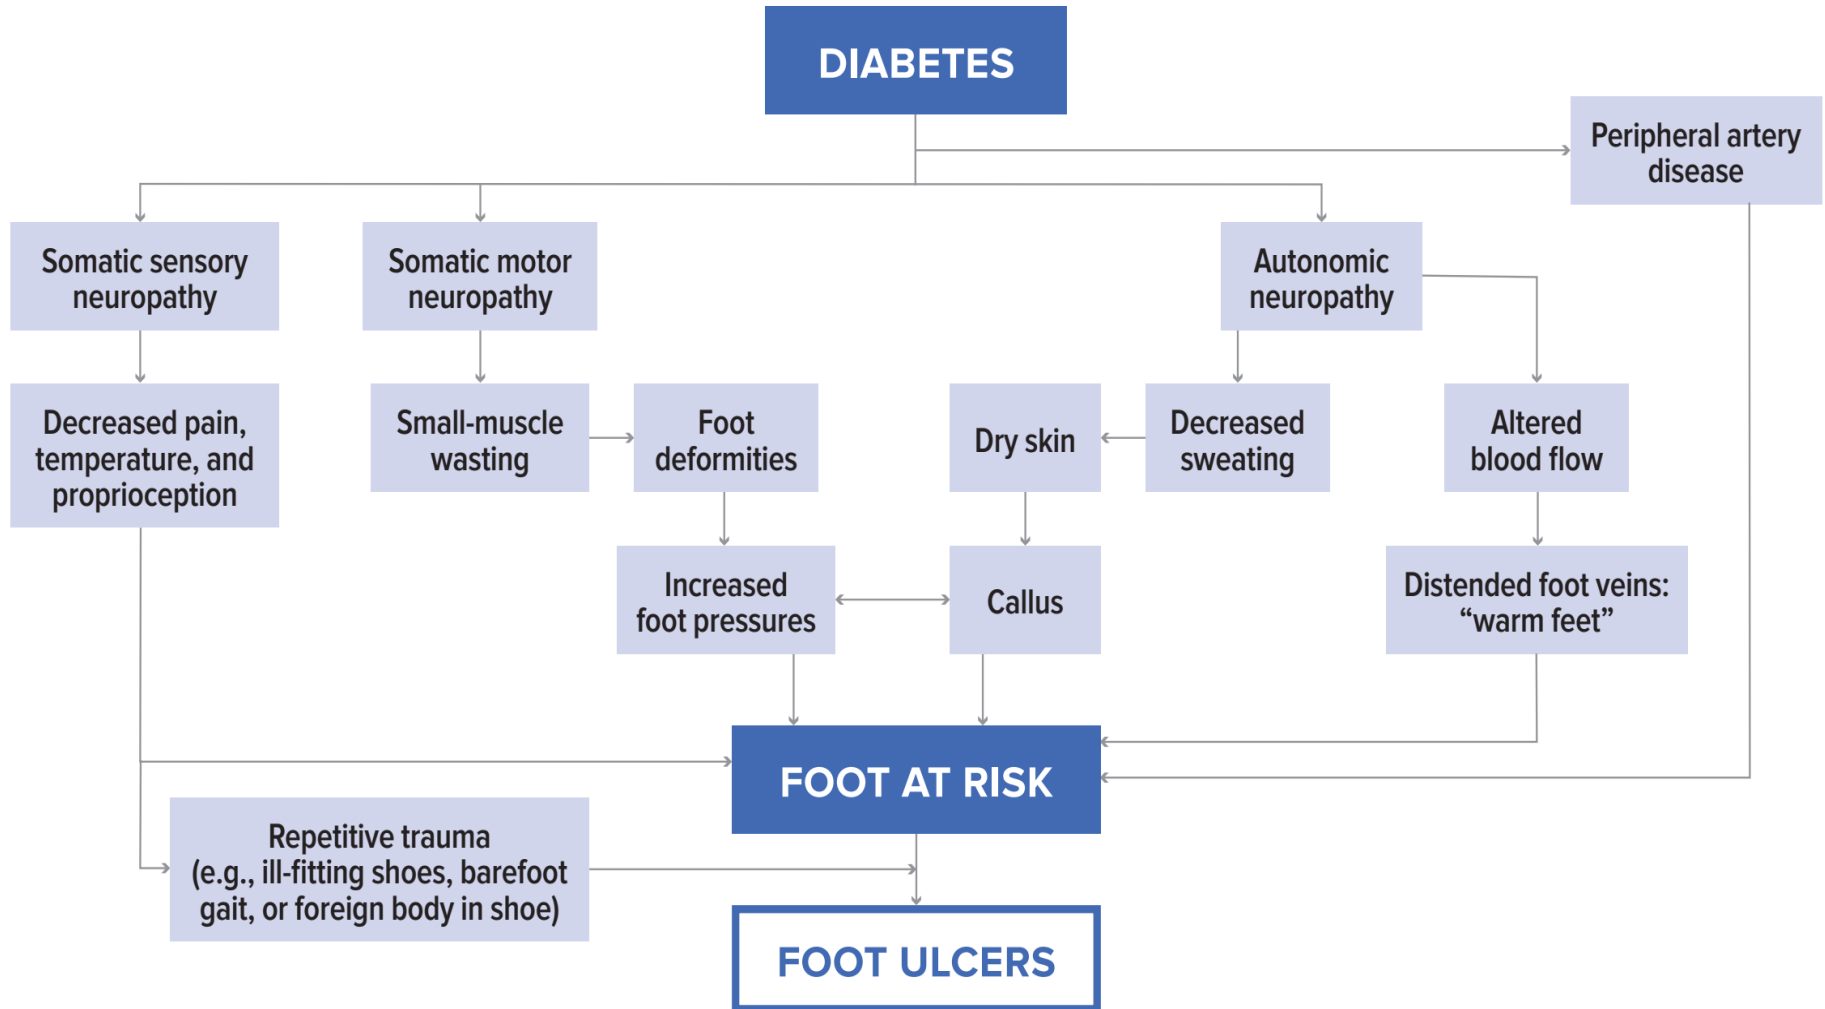 DIABETES
Peripheral artery
disease
Somatic sensory
neuropathy
Somatic motor
neuropathy
Autonomic
neuropathy
Decreased pain,
temperature, and
proprioception
Small-muscle
wasting
Foot
deformities
Dry skin
Decreased
sweating
Altered
blood flow
Increased
foot pressures
Callus
Distended foot veins:
“warm feet”
FOOT AT RISK
Repetitive trauma
(e.g., ill-fitting shoes, barefoot
gait, or foreign body in shoe)
FOOT ULCERS